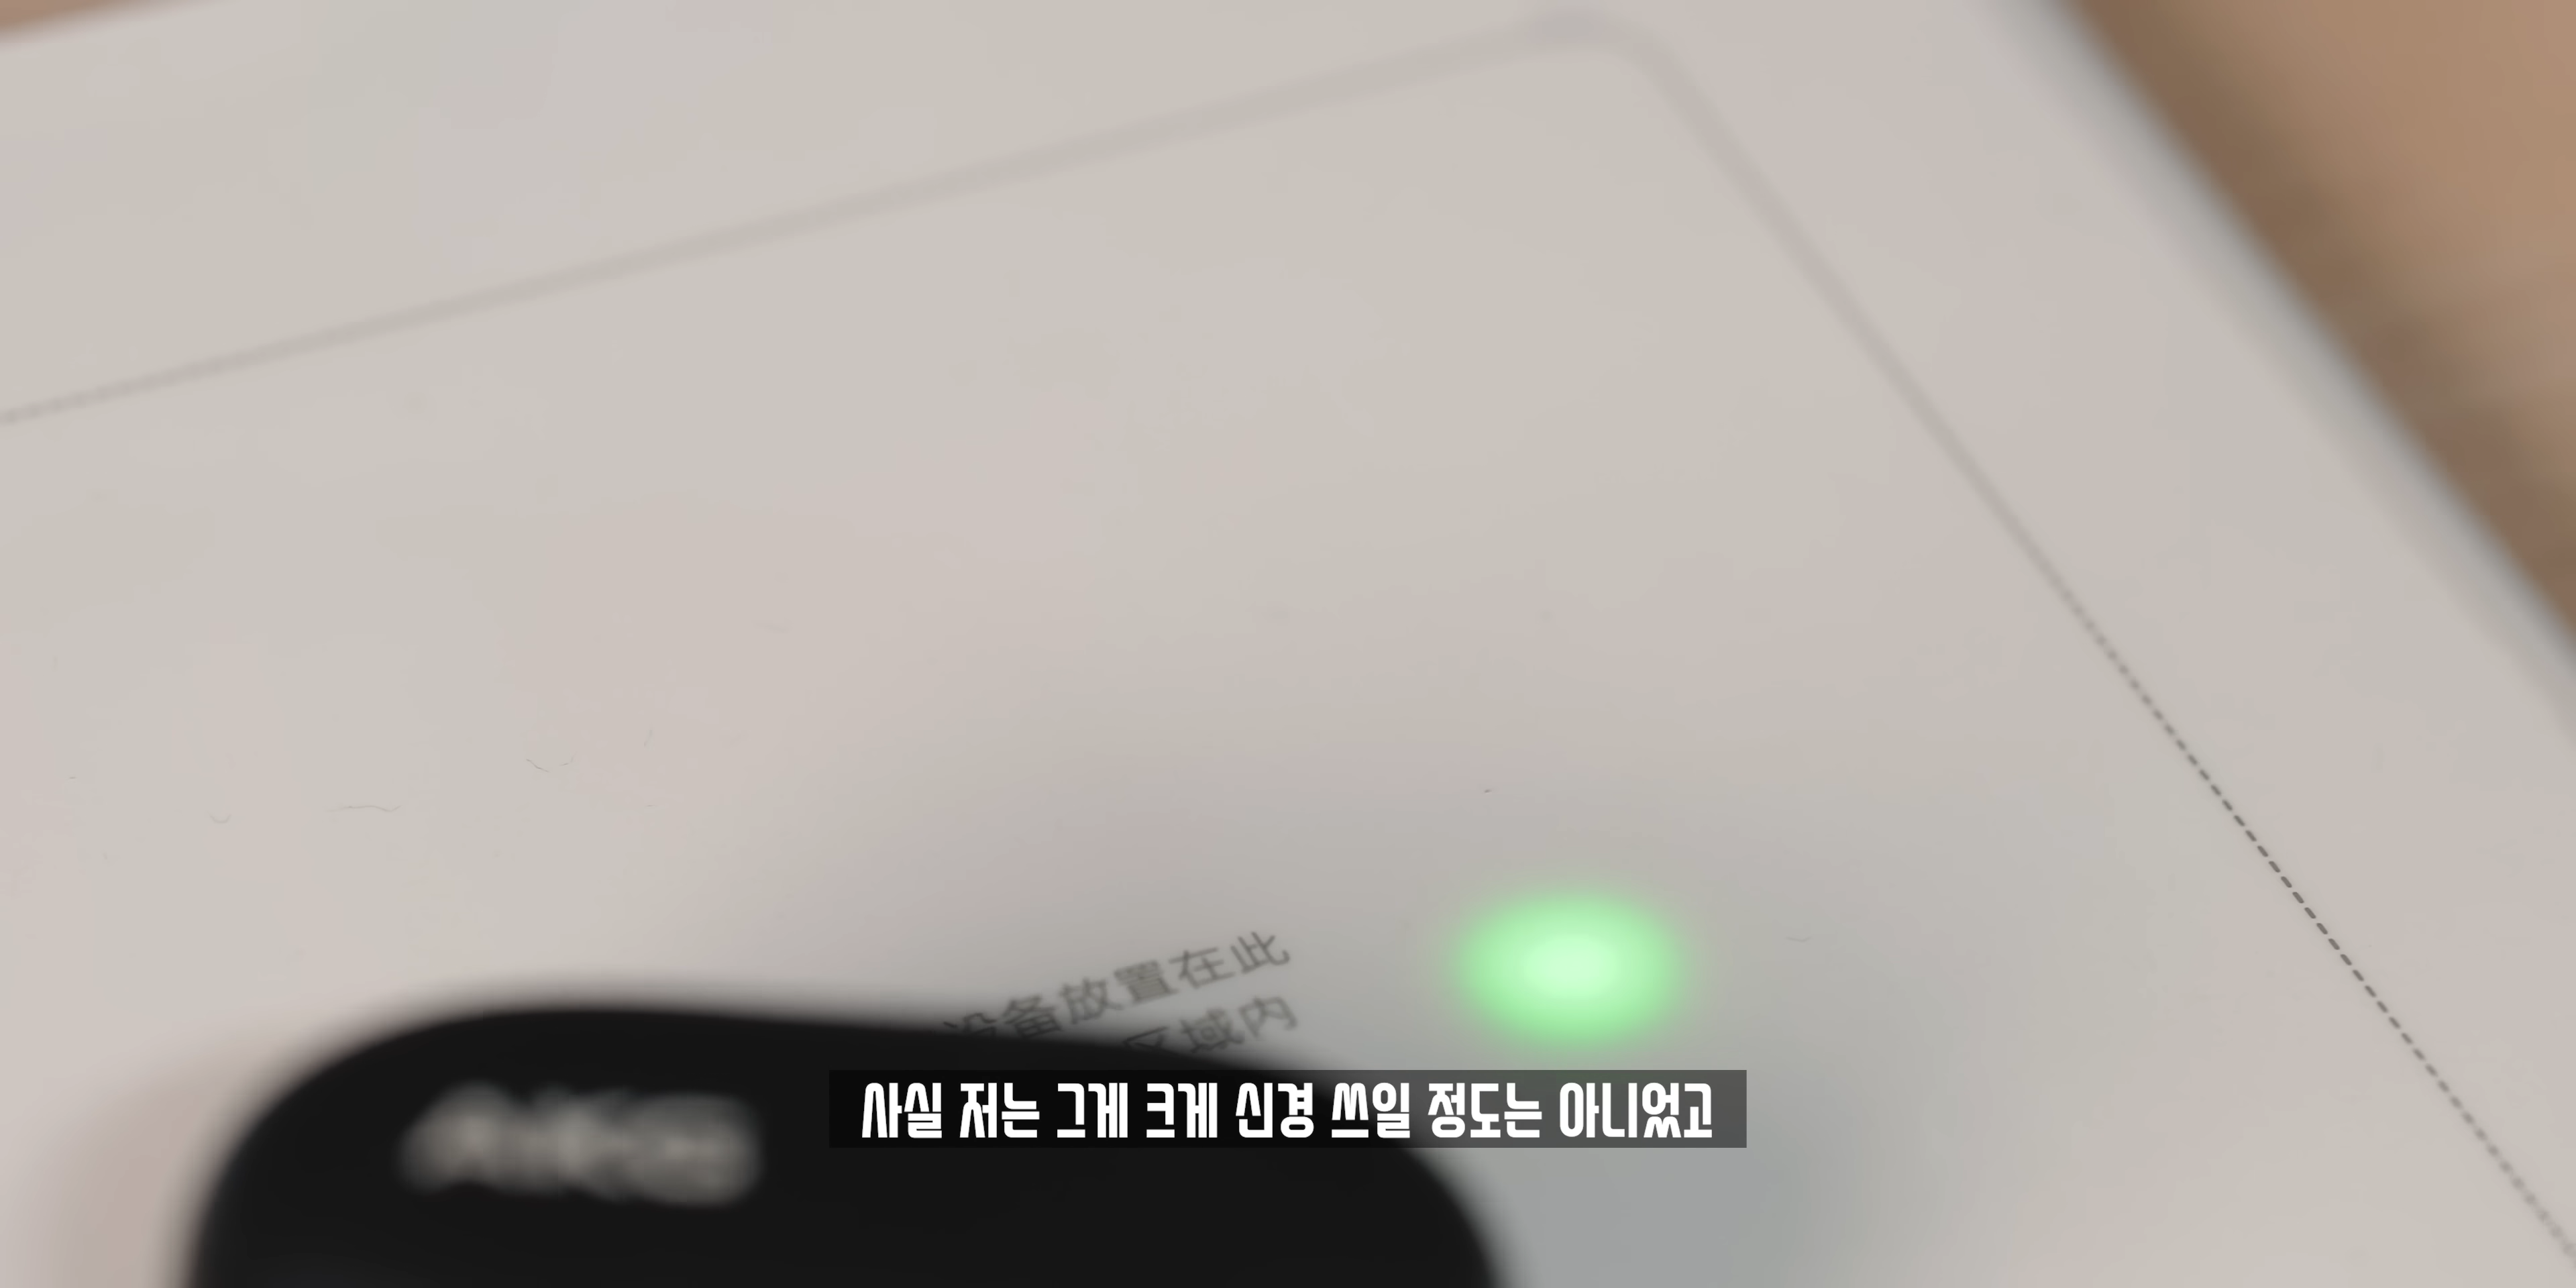 设备放置在此
区域内
사실 저는 그게 크게 신경 쓰일 정도는 아니었고